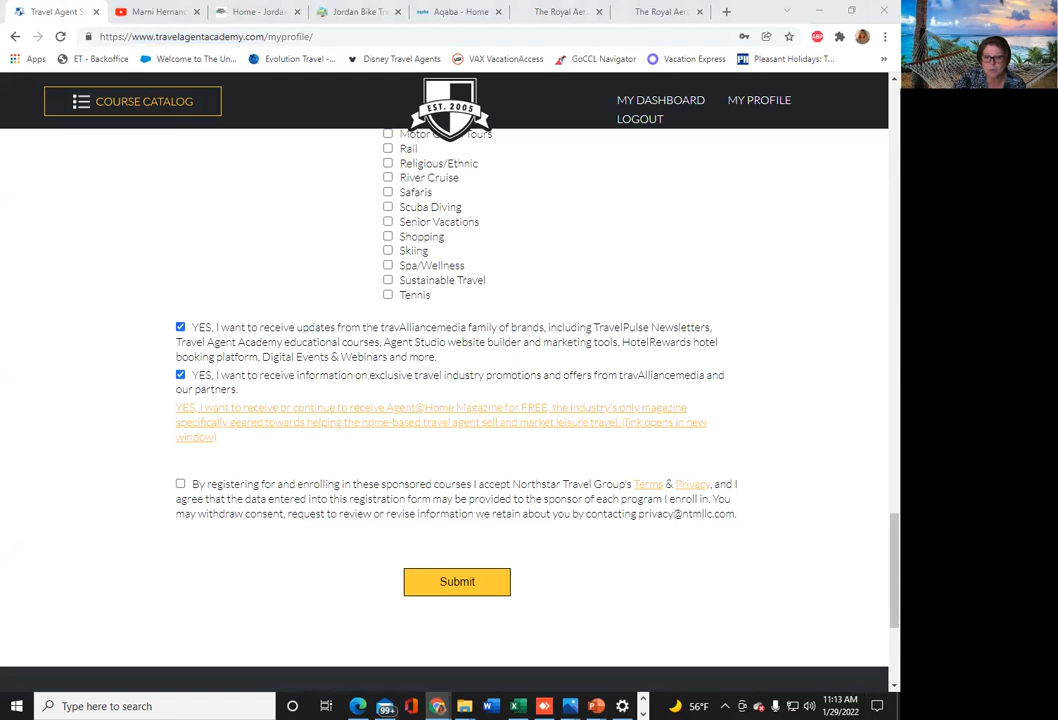 Travel Agent S
Marni Hernanc
Home - Jordan
Jordan Bike Tr
Aqaba - Home
The Royal Aer
The Royal Aer
https://www.travelagentacademy.com/myprofile/
ABP
Apps
ET - Backoffice
Welcome to The Un...
Evolution Travel -...
Disney Travel Agents
VAX VacationAccess
GoCCL Navigator
Vacation Express
Pleasant Holidays: T...
COURSE CATALOG
EST. 2005
MY DASHBOARD
MY PROFILE
LOGOUT
Rail
Religious/Ethnic
River Cruise
Safaris
Scuba Diving
Senior Vacations
Shopping
Skiing
Spa/Wellness
Sustainable Travel
Tennis
YES, I want to receive updates from the travAlliancemedia family of brands, including TravelPulse Newsletters,
Travel Agent Academy educational courses, Agent Studio website builder and marketing tools, HotelRewards hotel
booking platform, Digital Events & Webinars and more.
YES, I want to receive information on exclusive travel industry promotions and offers from travAlliancemedia and
our partners.
YES, I want to receive or continue to receive Agent@Home Magazine for FREE, the industry's only magazine
specifically geared towards helping the home-based travel agent sell and market leisure travel. (link opens in new
window)
By registering for and enrolling in these sponsored courses I accept Northstar Travel Group's Terms & Privacy, and I
agree that the data entered into this registration form may be provided to the sponsor of each program I enroll in. You
may withdraw consent, request to review or revise information we retain about you by contacting privacy@ntmllc.com.
Submit
Type here to search
99+
56°F
11:13 AM
1/29/2022